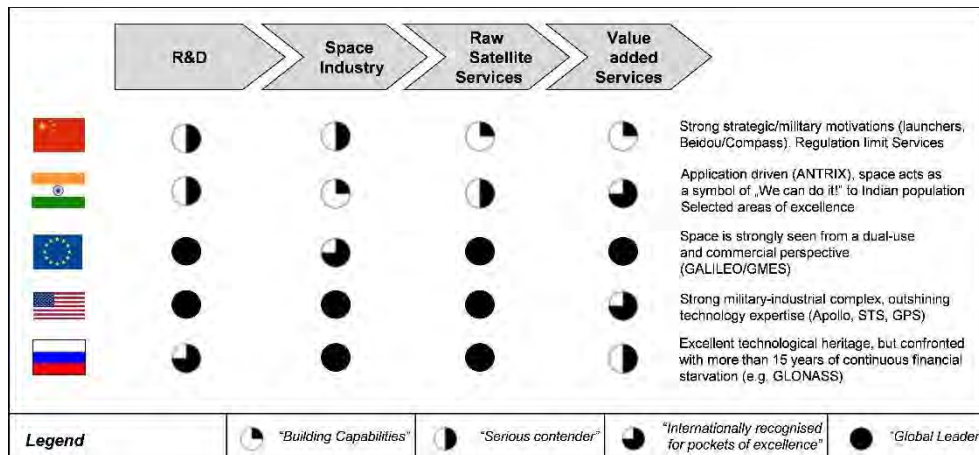 R&D
Space
Industry
Raw
Satellite
Services
Value
added
Services
Strong strategic/military motivations (launchers,
Beidou/Compass). Regulation limit Services
Application driven (ANTRIX), space acts as
a symbol of „We can do it!" to Indian population
Selected areas of excellence
Space is strongly seen from a dual-use
and commercial perspective
(GALILEO/GMES)
Strong military-industrial complex, outshining
technology expertise (Apollo, STS, GPS)
Excellent technological heritage, but confronted
with more than 15 years of continuous financial
starvation (e.g. GLONASS)
Legend
"Building Capabilities"
"Serious contender"
"Internationally recognised
for pockets of excellence"
"Global Leader